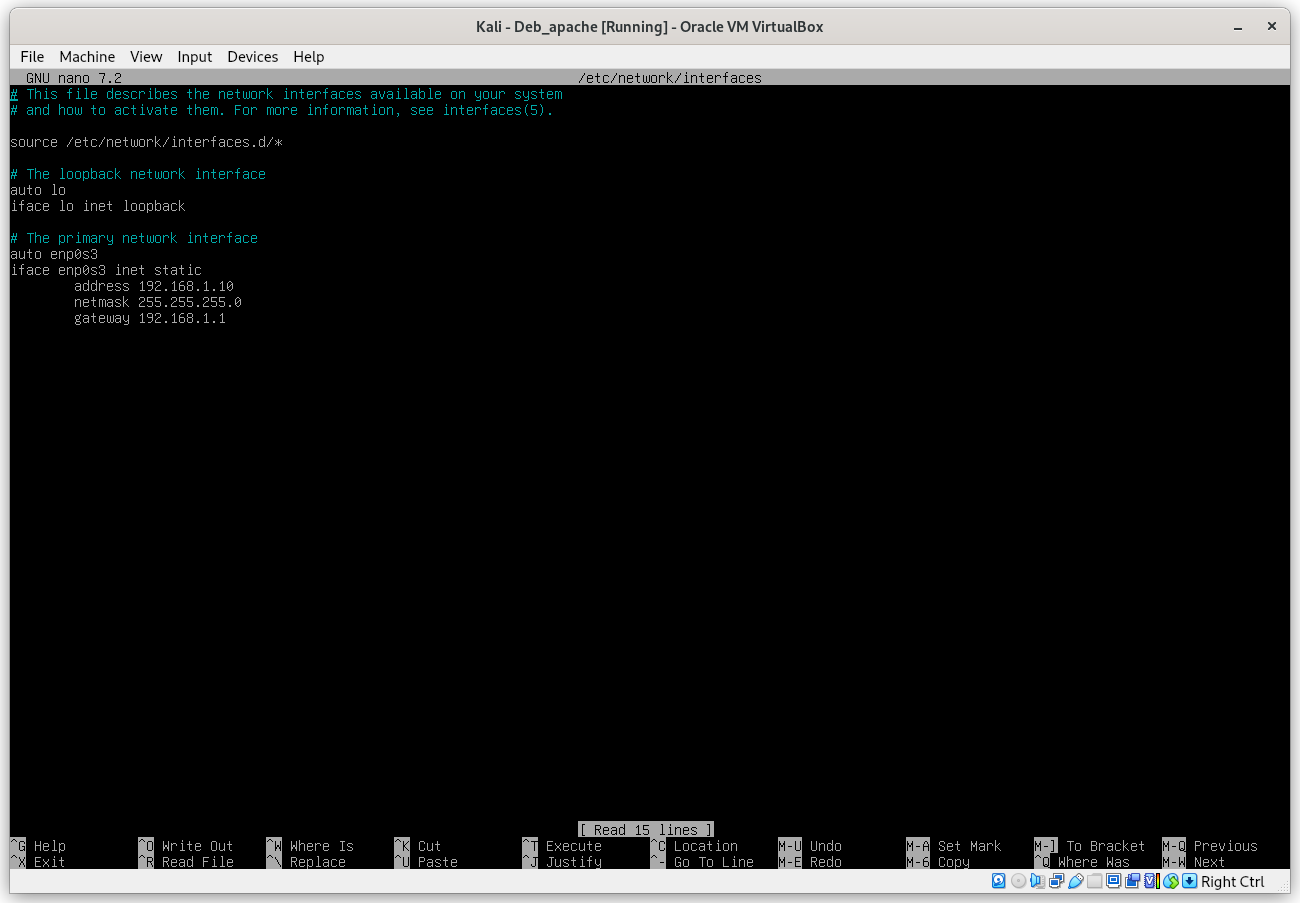 Kali - Deb_apache [Running] - Oracle VM VirtualBox
File Machine View Input Devices Help
GNU nano 7.2 /etc/network/interfaces
# This file describes the network interfaces available on your system
# and how to activate them. For more information, see interfaces(5).
source /etc/network/interfaces.d/*
# The loopback network interface
auto lo
iface lo inet loopback
# The primary network interface
auto enp0s3
iface enp0s3 inet static
address 192.168.1.10
netmask 255.255.255.0
gateway 192.168.1.1
[ Read 15 lines ]
^G Help ^O Write Out ^W Where Is ^K Cut ^T Execute ^C Location M-U Undo M-A Set Mark M-] To Bracket M-Q Previous
^X Exit ^R Read File ^\ Replace ^U Paste ^J Justify ^- Go To Line M-E Redo M-6 Copy ^Q Where Was M-W Next
Right Ctrl